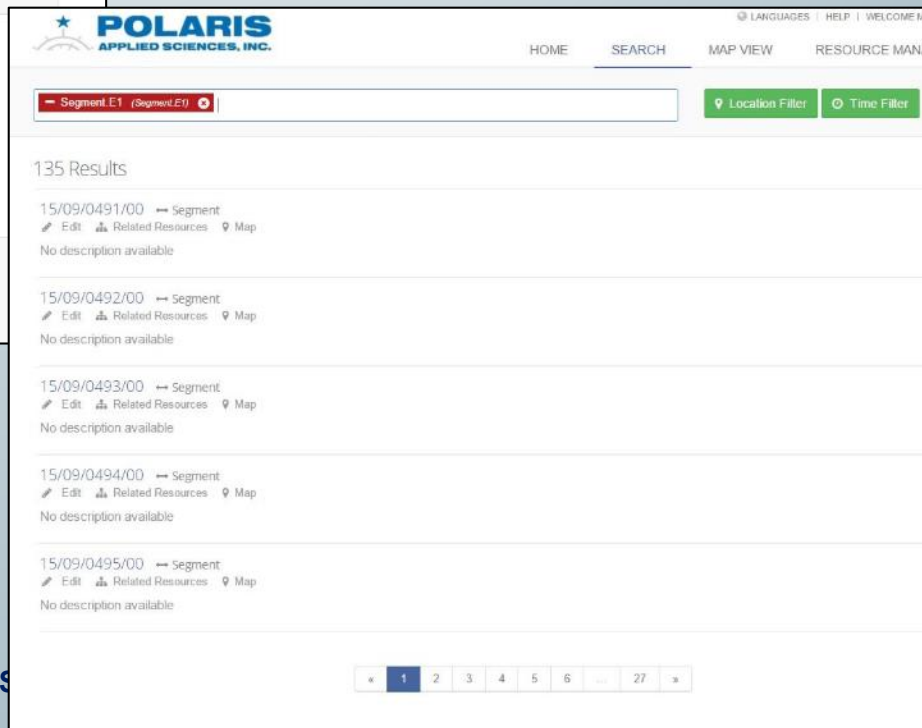 POLARIS
APPLIED SCIENCES, INC.
LANGUAGES | HELP | WELCOME
HOME SEARCH MAP VIEW RESOURCE MAN
Segment.E1 (Segment.E1)
Location Filter Time Filter
135 Results
15/09/0491/00 Segment
Edit Related Resources Map
No description available
15/09/0492/00 Segment
Edit Related Resources Map
No description available
15/09/0493/00 Segment
Edit Related Resources Map
No description available
15/09/0494/00 Segment
Edit Related Resources Map
No description available
15/09/0495/00 Segment
Edit Related Resources Map
No description available
« 1 2 3 4 5 6 ... 27 »